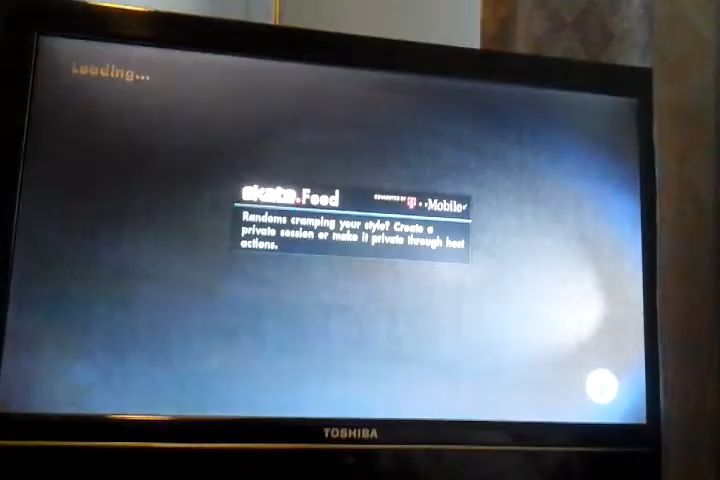 Loading...
skate.Feed
CONNECTED BY T··Mobile
Randoms cramping your style? Create a
private session or make it private through host
actions.
TOSHIBA